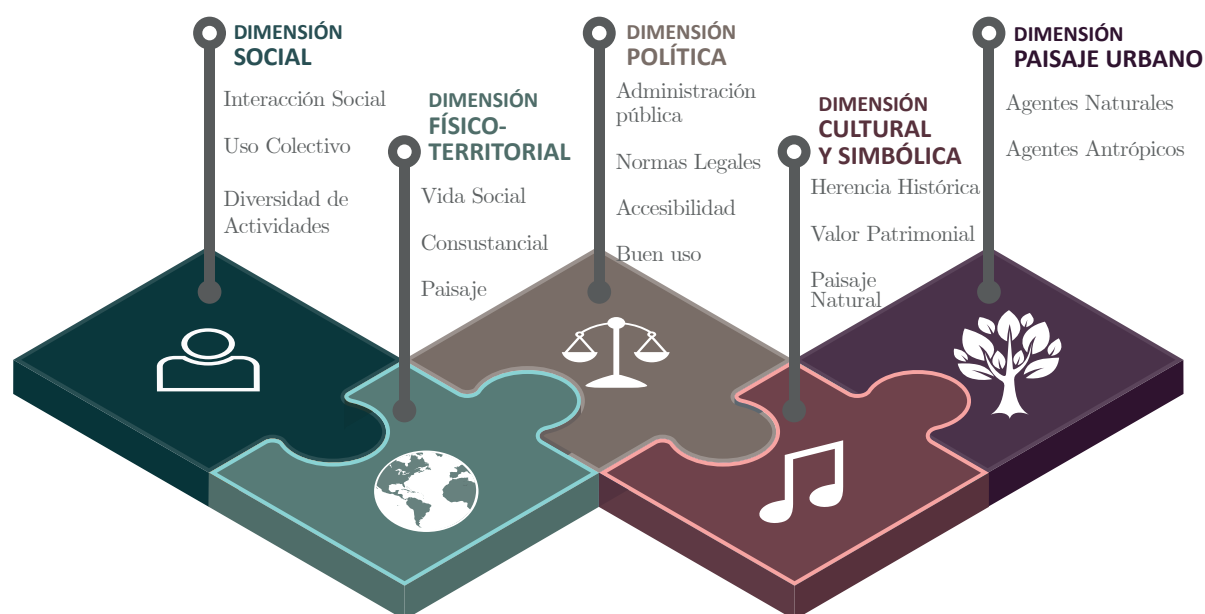 DIMENSIÓN
SOCIAL
Interacción Social
Uso Colectivo
Diversidad de
Actividades
DIMENSIÓN
FÍSICO-
TERRITORIAL
Vida Social
Consustancial
Paisaje
DIMENSIÓN
POLÍTICA
Administración
pública
Normas Legales
Accesibilidad
Buen uso
DIMENSIÓN
CULTURAL
Y SIMBÓLICA
Herencia Histórica
Valor Patrimonial
Paisaje
Natural
DIMENSIÓN
PAISAJE URBANO
Agentes Naturales
Agentes Antrópicos